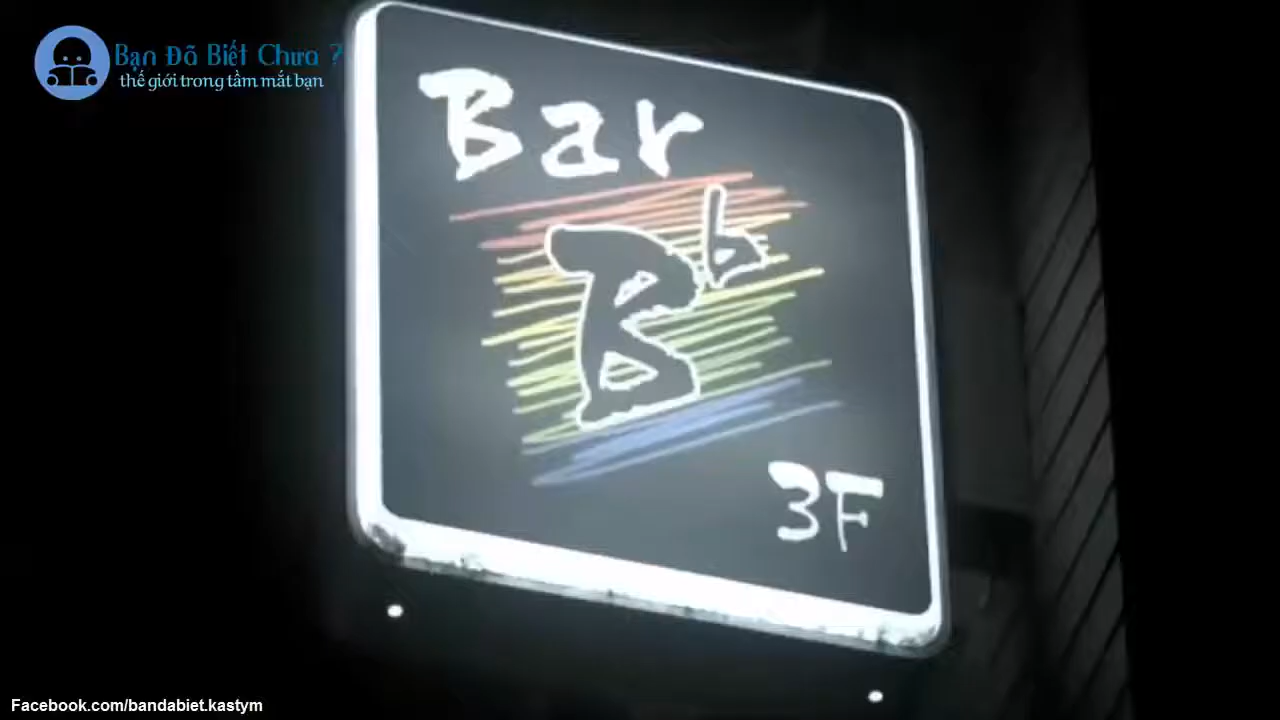 Bạn Đã Biết Chưa ?
thế giới trong tầm mắt bạn
Bar
B b
3F
Facebook.com/bandabiet.kastym